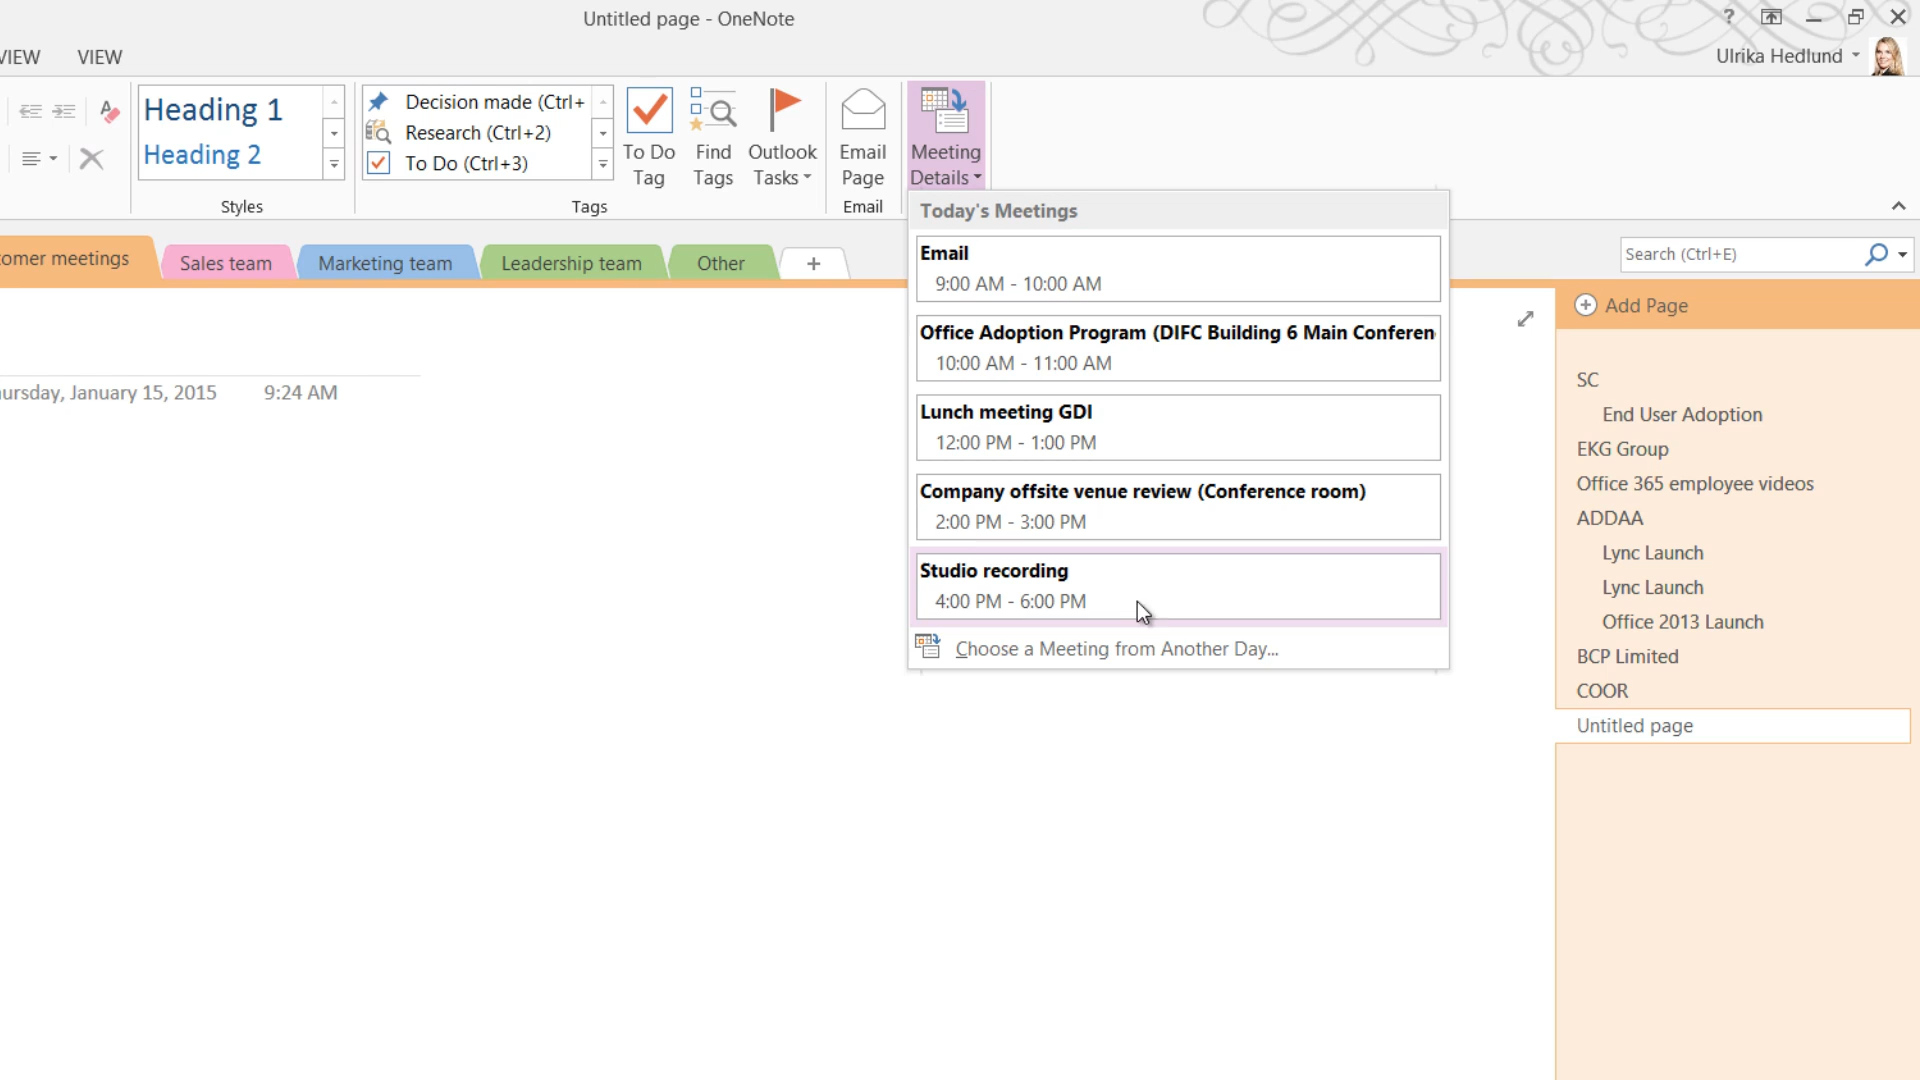 Untitled page - OneNote
?
VIEW
VIEW
Ulrika Hedlund
Heading 1
Heading 2
Styles
Decision made (Ctrl+
Research (Ctrl+2)
To Do (Ctrl+3)
To Do
Tag
Find
Tags
Outlook
Tasks
Tags
Email
Page
Email
Meeting
Details
omer meetings
Sales team
Marketing team
Leadership team
Other
+
Search (Ctrl+E)
Today's Meetings
Email
9:00 AM - 10:00 AM
Office Adoption Program (DIFC Building 6 Main Conferen
10:00 AM - 11:00 AM
Lunch meeting GDI
12:00 PM - 1:00 PM
Company offsite venue review (Conference room)
2:00 PM - 3:00 PM
Studio recording
4:00 PM - 6:00 PM
Choose a Meeting from Another Day...
ursday, January 15, 2015 9:24 AM
Add Page
SC
End User Adoption
EKG Group
Office 365 employee videos
ADDAA
Lync Launch
Lync Launch
Office 2013 Launch
BCP Limited
COOR
Untitled page